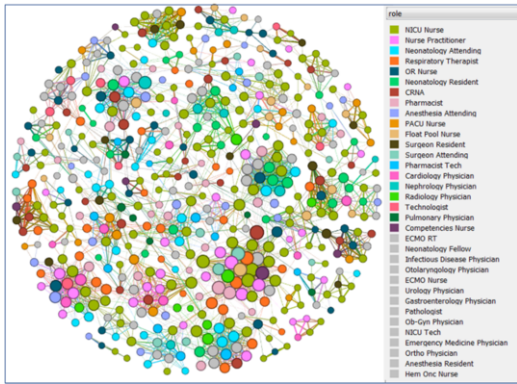 role
NICU Nurse
Nurse Practitioner
Neonatology Attending
Respiratory Therapist
OR Nurse
Neonatology Resident
CRNA
Pharmacist
Anesthesia Attending
PACU Nurse
Float Pool Nurse
Surgeon Resident
Surgeon Attending
Pharmacist Tech
Cardiology Physician
Nephrology Physician
Radiology Physician
Technologist
Pulmonary Physician
Competencies Nurse
ECMO RT
Neonatology Fellow
Infectious Disease Physician
Otolaryngology Physician
ECMO Nurse
Urology Physician
Gastroenterology Physician
Pathologist
Ob-Gyn Physician
NICU Tech
Emergency Medicine Physician
Ortho Physician
Anesthesia Resident
Hem Onc Nurse